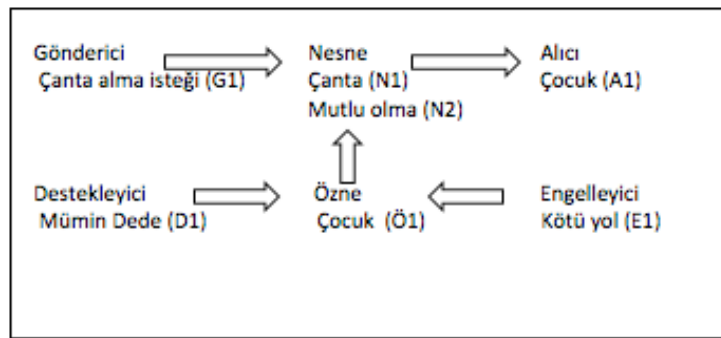 Gönderici
Çanta alma isteği (G1)
Nesne
Çanta (N1)
Mutlu olma (N2)
Alıcı
Çocuk (A1)
Destekleyici
Mümin Dede (D1)
Özne
Çocuk (Ö1)
Engelleyici
Kötü yol (E1)